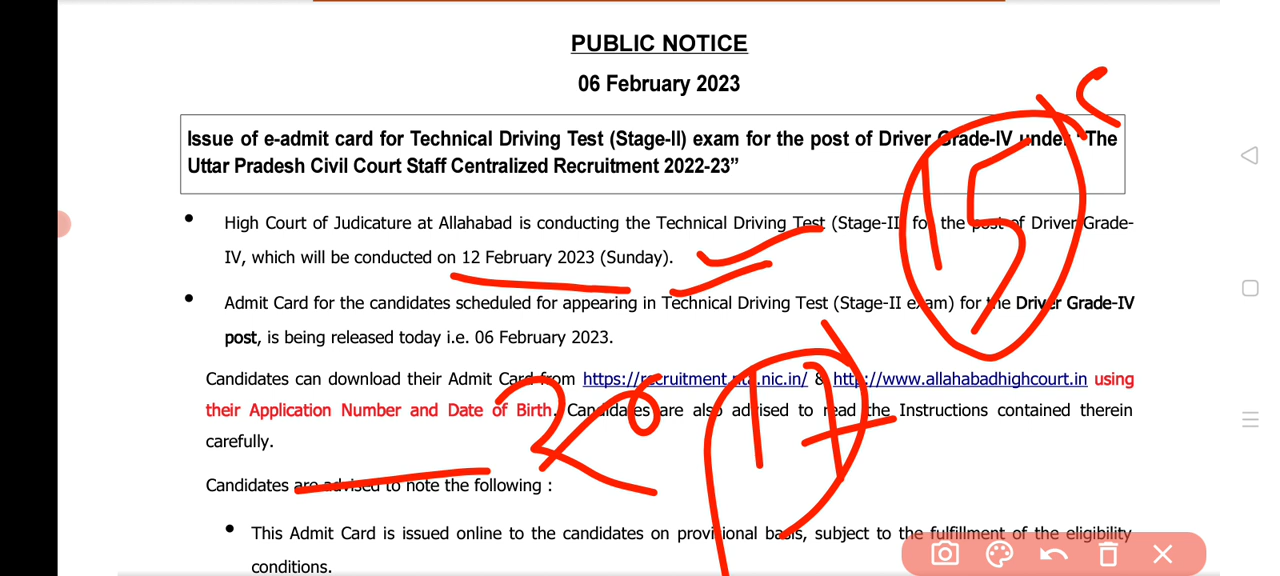 PUBLIC NOTICE
06 February 2023
Issue of e-admit card for Technical Driving Test (Stage-II) exam for the post of Driver Grade-IV under “The
Uttar Pradesh Civil Court Staff Centralized Recruitment 2022-23”
High Court of Judicature at Allahabad is conducting the Technical Driving Test (Stage-II) for the post of Driver Grade-
IV, which will be conducted on 12 February 2023 (Sunday).
Admit Card for the candidates scheduled for appearing in Technical Driving Test (Stage-II exam) for the Driver Grade-IV
post, is being released today i.e. 06 February 2023.
Candidates can download their Admit Card from https://recruitment.nta.nic.in/ & http://www.allahabadhighcourt.in using
their Application Number and Date of Birth. Candidates are also advised to read the Instructions contained therein
carefully.
Candidates are advised to note the following :
This Admit Card is issued online to the candidates on provisional basis, subject to the fulfillment of the eligibility
conditions.
15
20
17